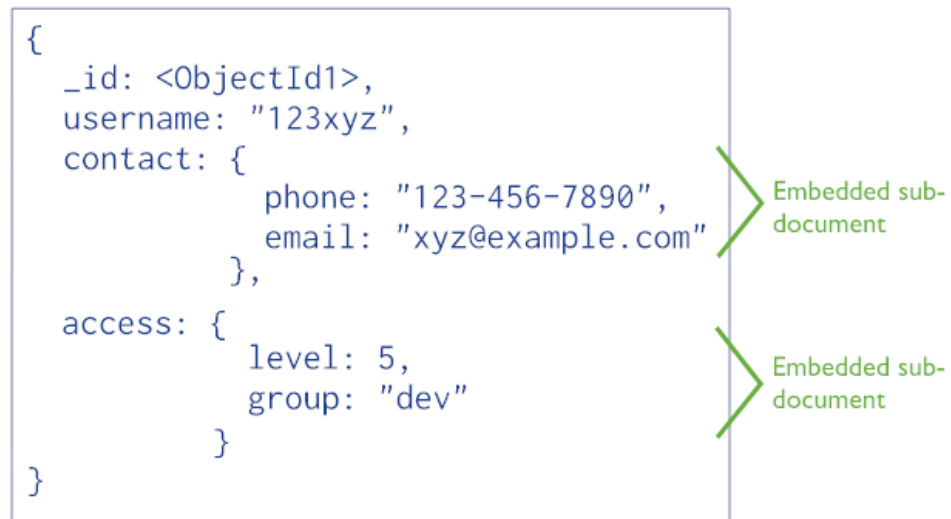 {
_id: <ObjectId1>,
username: "123xyz",
contact: {
phone: "123-456-7890",
email: "xyz@example.com"
},
access: {
level: 5,
group: "dev"
}
}
Embedded sub-
document
Embedded sub-
document